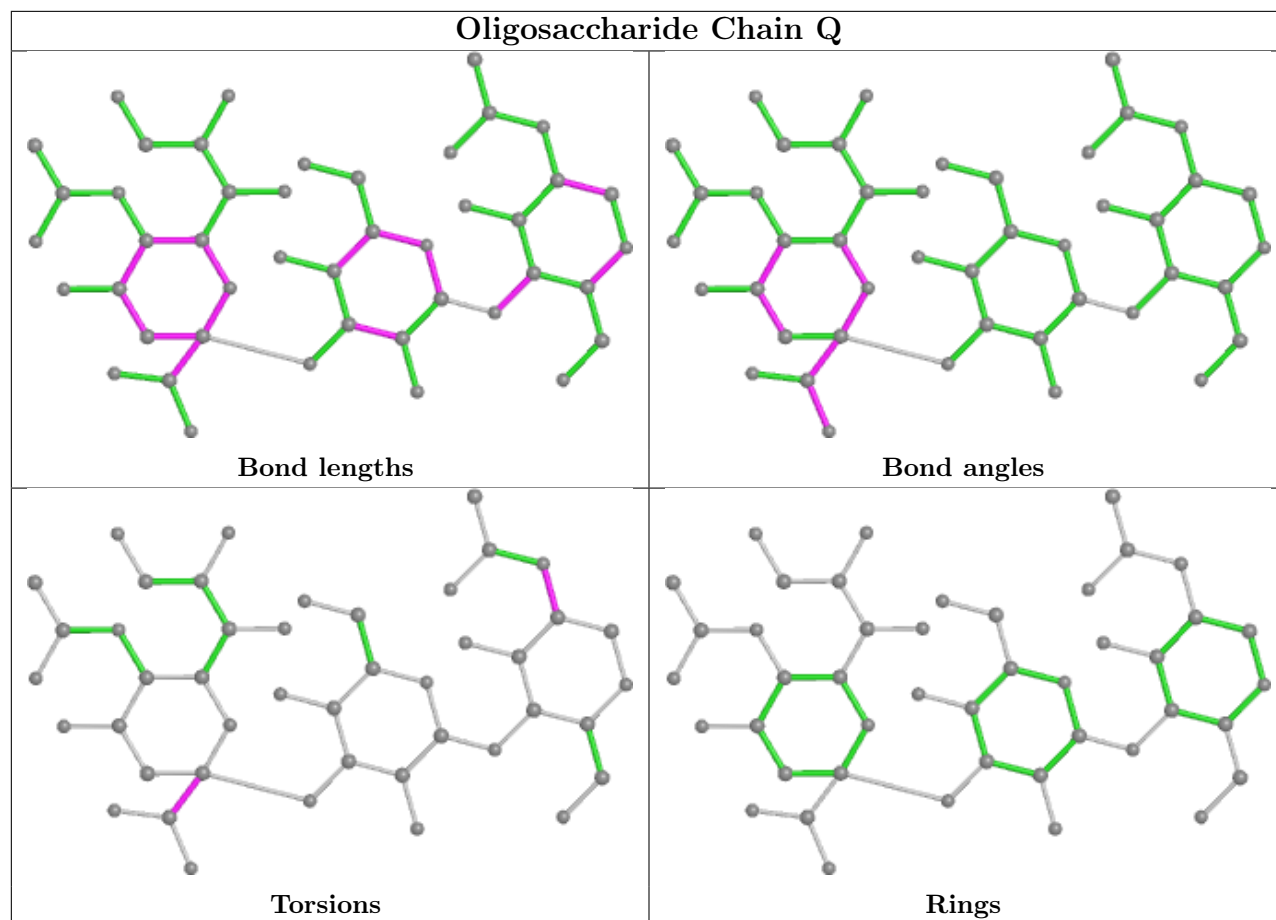 Oligosaccharide Chain Q
Bond lengths
Bond angles
Torsions
Rings